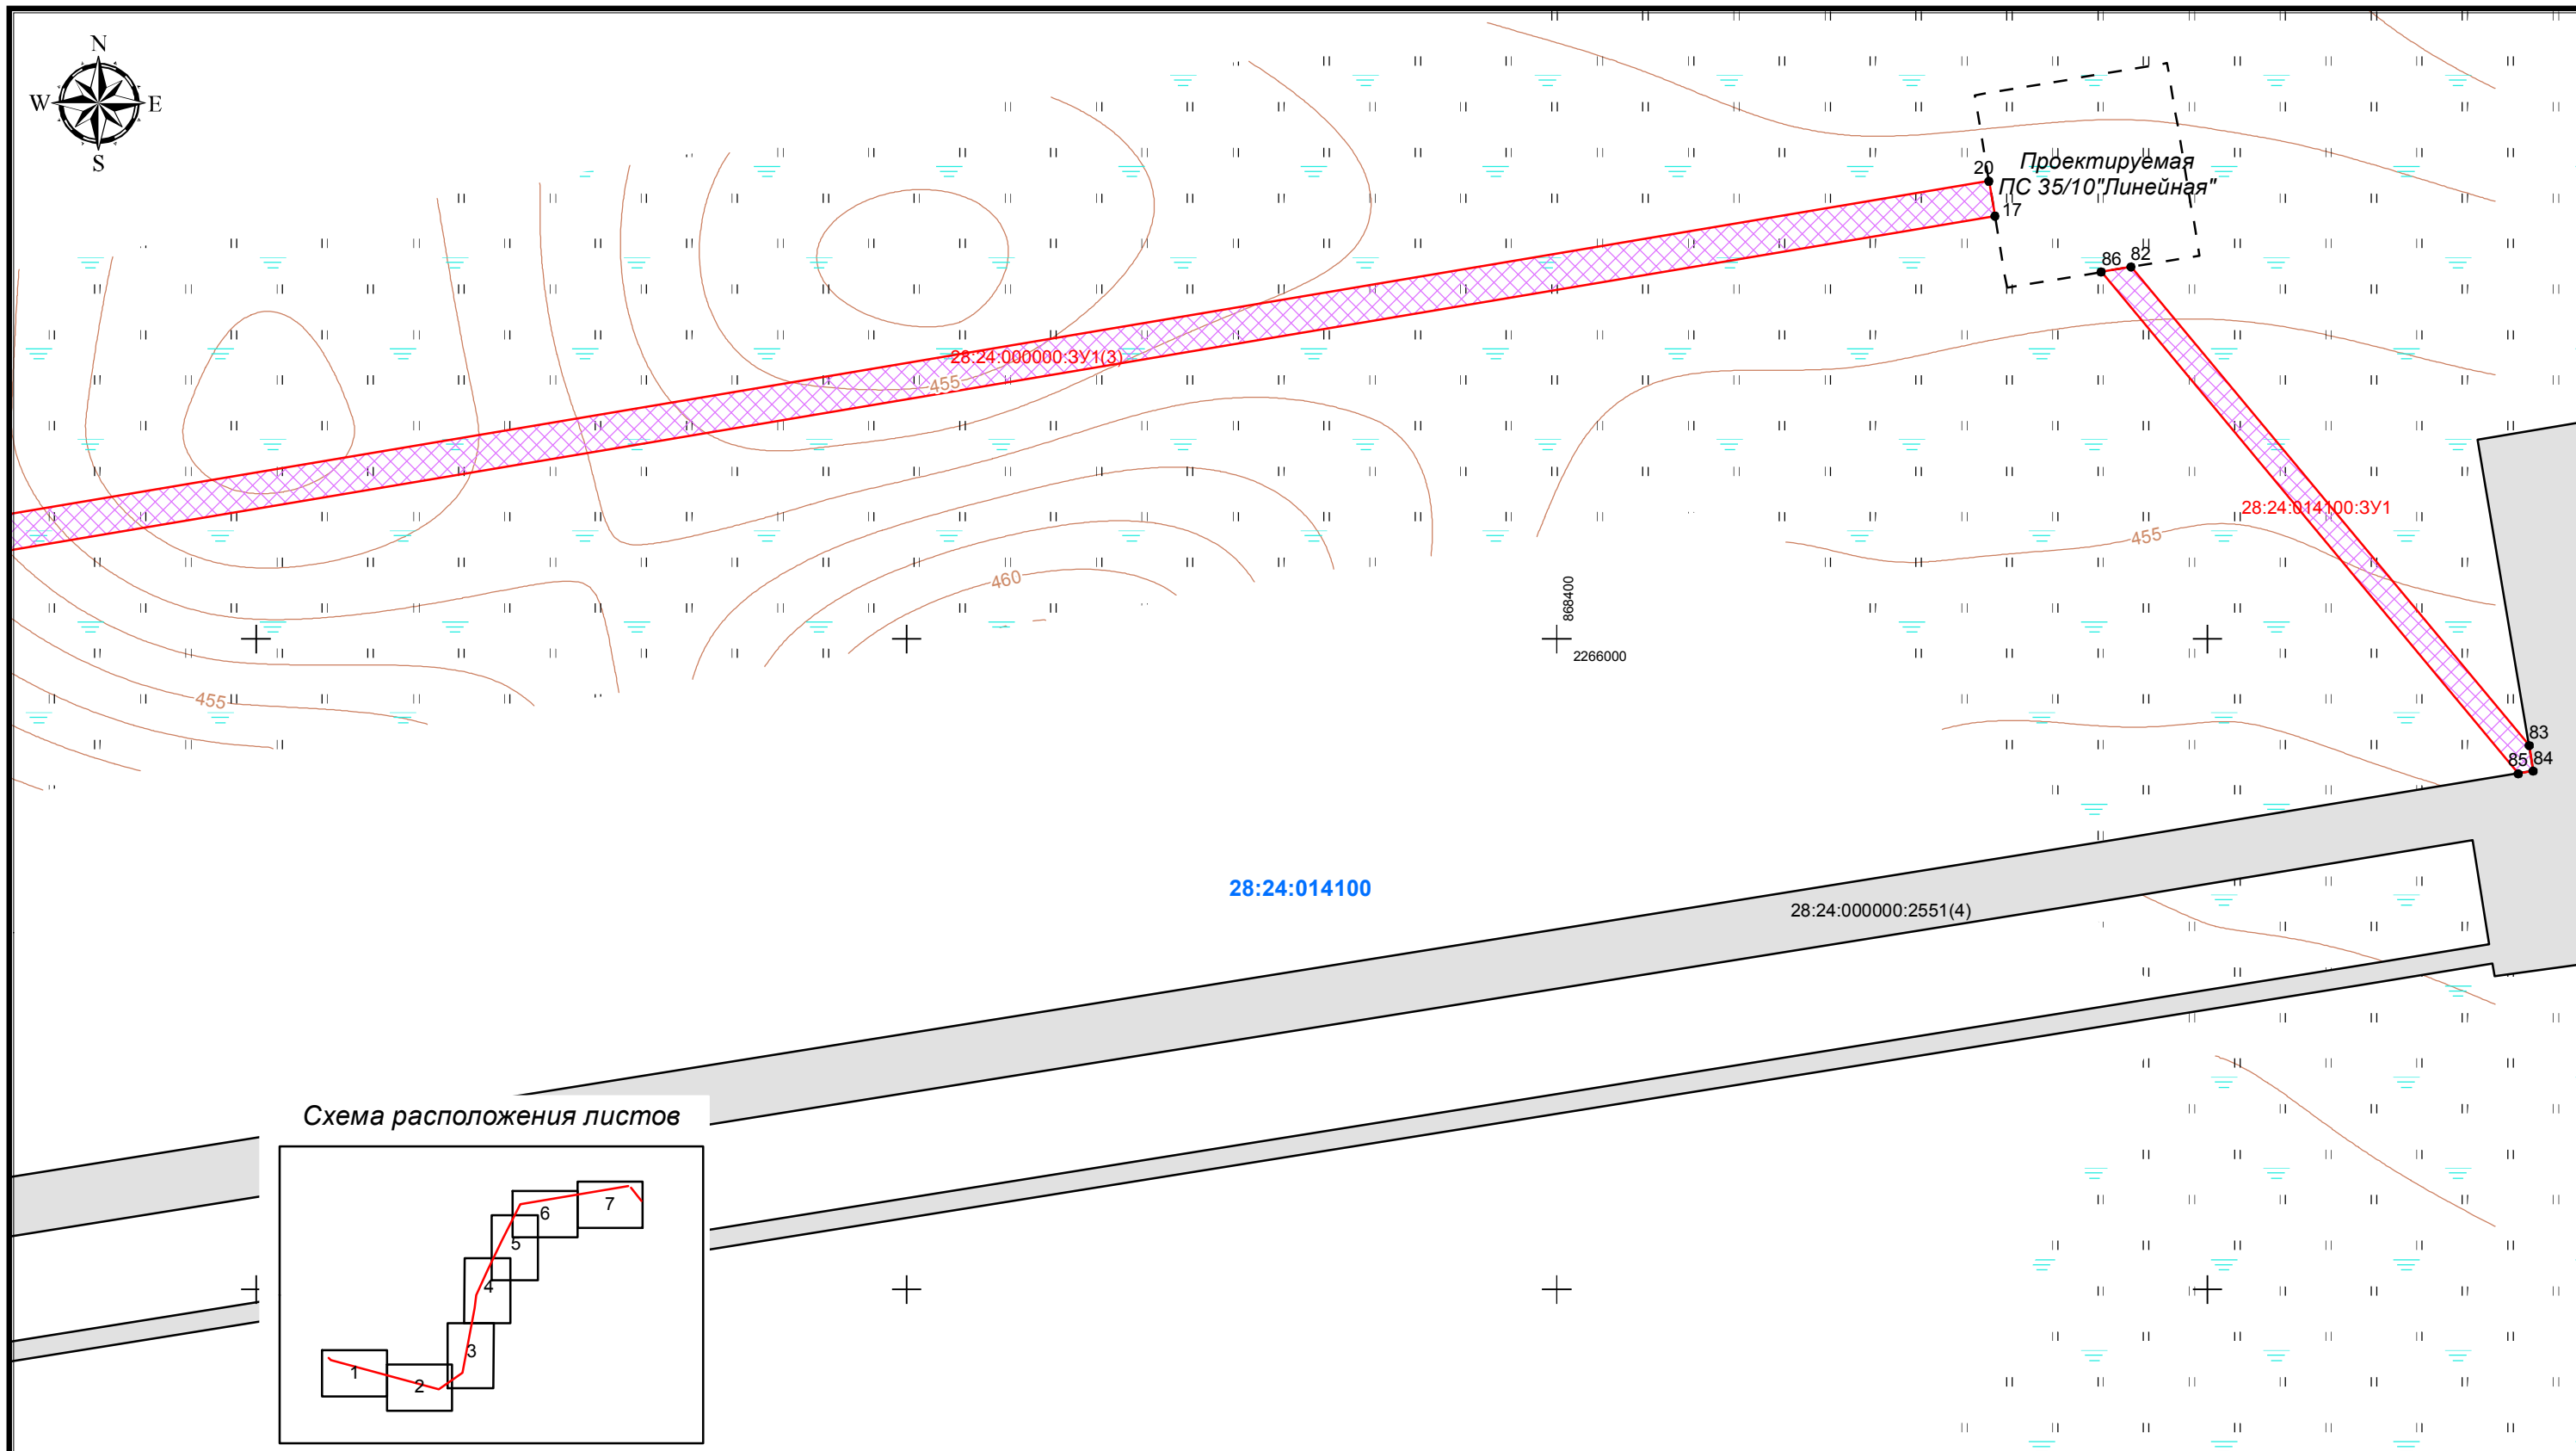 N
W
E
S
Проектируемая
ПС 35/10"Линейная"
20
17
86
82
28:24:000000:ЗУ1(3)
455
28:24:014100:ЗУ1
455
460
868400
2266000
455
83
85
84
28:24:014100
28:24:000000:2551(4)
Схема расположения листов
7
6
5
4
3
1
2